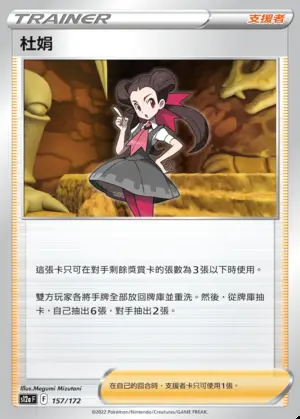 TRAINER
支援者
杜娟
這張卡只可在對手剩餘獎賞卡的張數為3張以下時使用。
雙方玩家各將手牌全部放回牌庫並重洗。然後,從牌庫抽
卡,自己抽出6張,對手抽出2張。
Illus.Megumi Mizutani
s12a F
F
157/172
在自己的回合時,支援者卡只可使用1張。
©2022 Pokémon/Nintendo/Creatures/GAME FREAK.